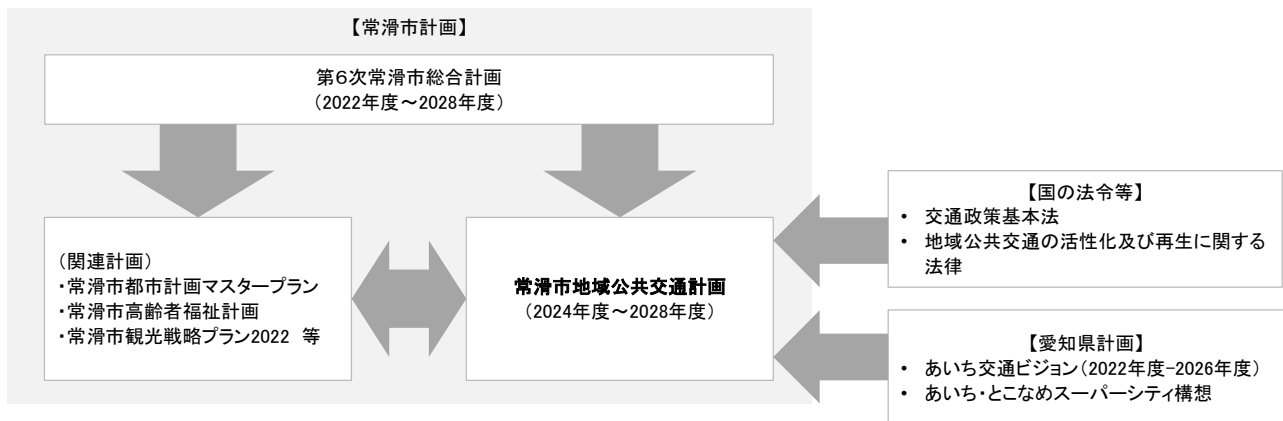 【常滑市計画】
第６次常滑市総合計画
（2022年度～2028年度）
（関連計画）
・常滑市都市計画マスタープラン
・常滑市高齢者福祉計画
・常滑市観光戦略プラン2022 等
常滑市地域公共交通計画
（2024年度～2028年度）
【国の法令等】
• 交通政策基本法
• 地域公共交通の活性化及び再生に関する
法律
【愛知県計画】
• あいち交通ビジョン（2022年度-2026年度）
• あいち・とこなめスーパーシティ構想